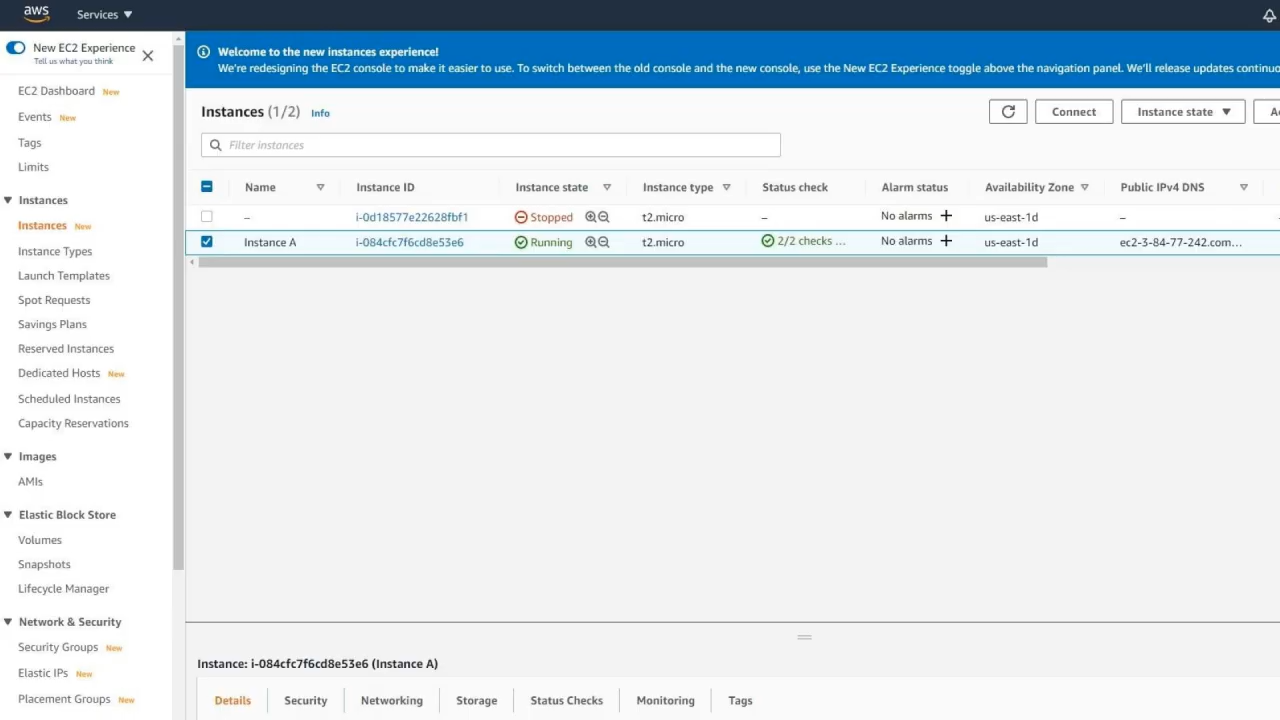 aws
Services
New EC2 Experience
Tell us what you think
EC2 Dashboard New
Events New
Tags
Limits
Instances
Instances New
Instance Types
Launch Templates
Spot Requests
Savings Plans
Reserved Instances
Dedicated Hosts New
Scheduled Instances
Capacity Reservations
Images
AMIs
Elastic Block Store
Volumes
Snapshots
Lifecycle Manager
Network & Security
Security Groups New
Elastic IPs New
Placement Groups New
Welcome to the new instances experience!
We're redesigning the EC2 console to make it easier to use. To switch between the old console and the new console, use the New EC2 Experience toggle above the navigation panel. We'll release updates continuo
Instances (1/2) Info
Connect
Instance state
Filter instances
Name Instance ID Instance state Instance type Status check Alarm status Availability Zone Public IPv4 DNS
– i-0d18577e22628fbf1 Stopped t2.micro – No alarms + us-east-1d –
Instance A i-084cfc7f6cd8e53e6 Running t2.micro 2/2 checks ... No alarms + us-east-1d ec2-3-84-77-242.com...
Instance: i-084cfc7f6cd8e53e6 (Instance A)
Details Security Networking Storage Status Checks Monitoring Tags